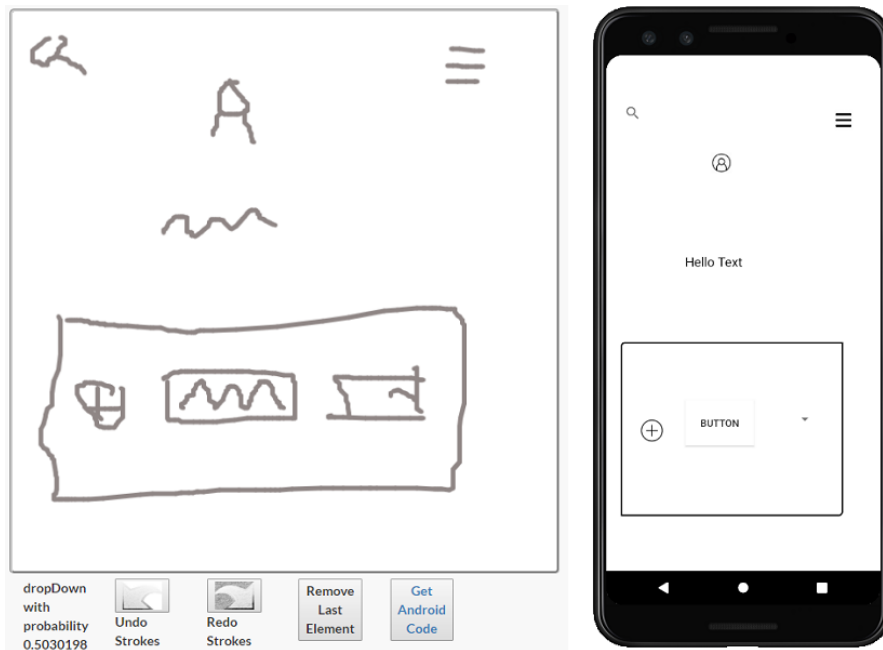 Hello Text
BUTTON
dropDown
with
probability
0.5030198
Undo
Strokes
Redo
Strokes
Remove
Last
Element
Get
Android
Code